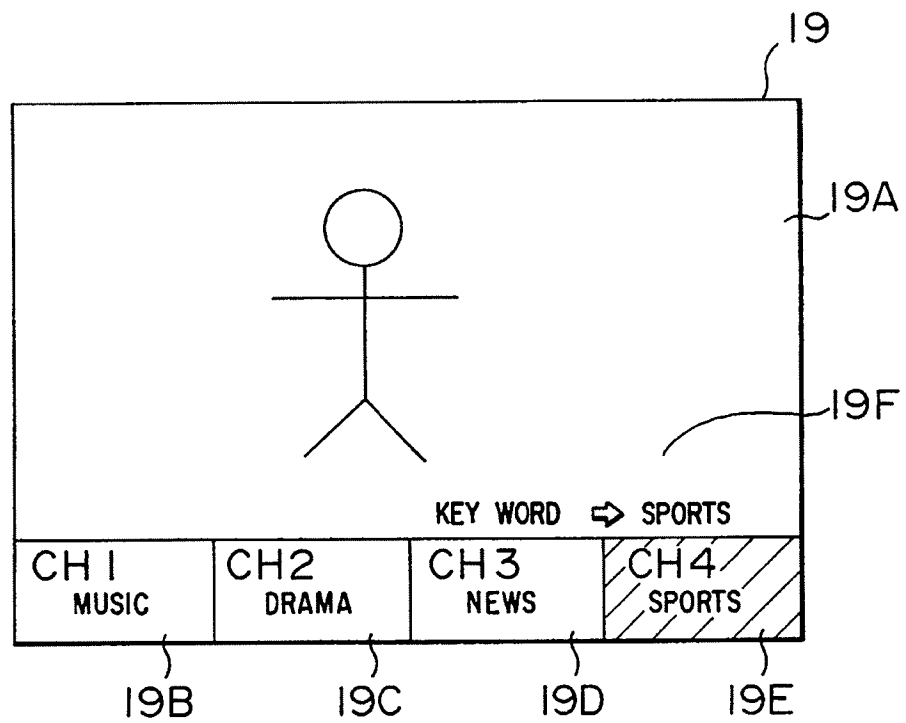 19
19A
19F
KEY WORD ⇨ SPORTS
CH1 CH2 CH3 CH4
MUSIC DRAMA NEWS SPORTS
19B 19C 19D 19E